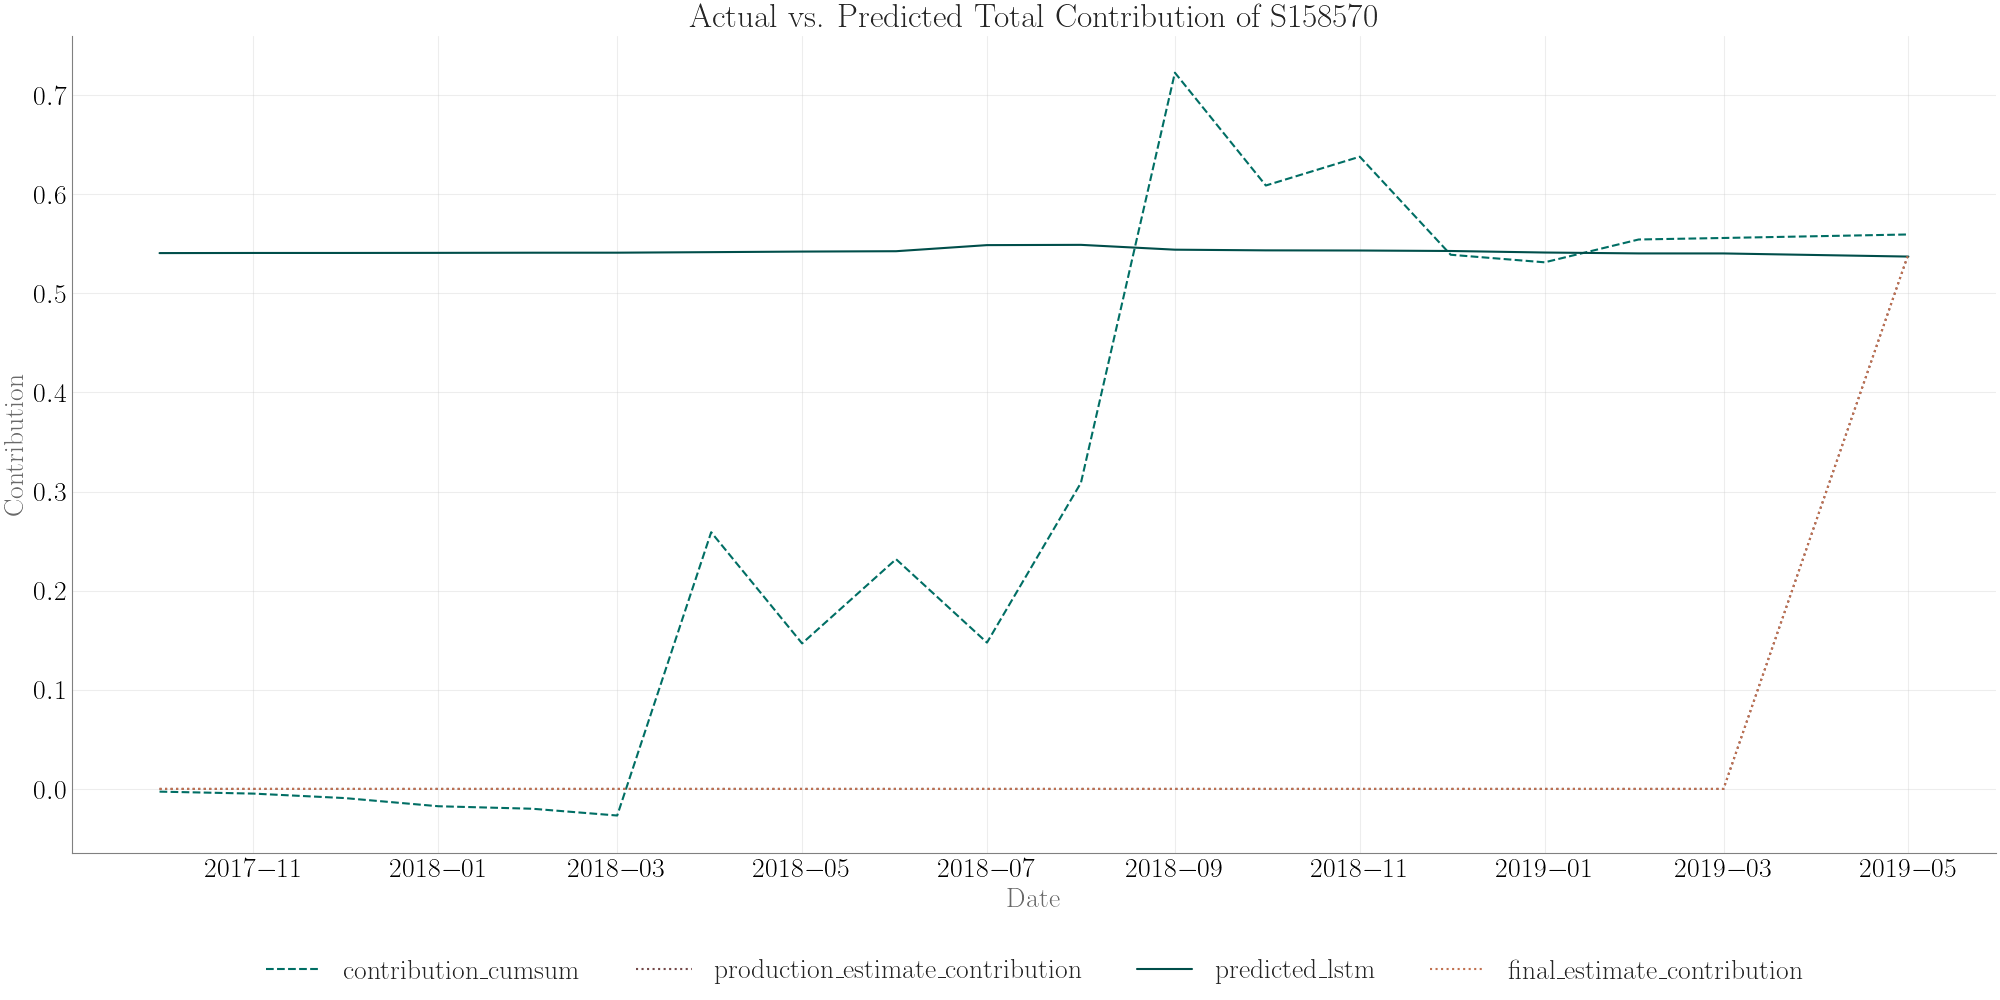 Actual vs. Predicted Total Contribution of S158570
0.7
0.6
0.5
0.4
0.3
0.2
0.1
0.0
Contribution
2017−11 2018−01 2018−03 2018−05 2018−07 2018−09 2018−11 2019−01 2019−03 2019−05
Date
contribution_cumsum production_estimate_contribution predicted_lstm final_estimate_contribution